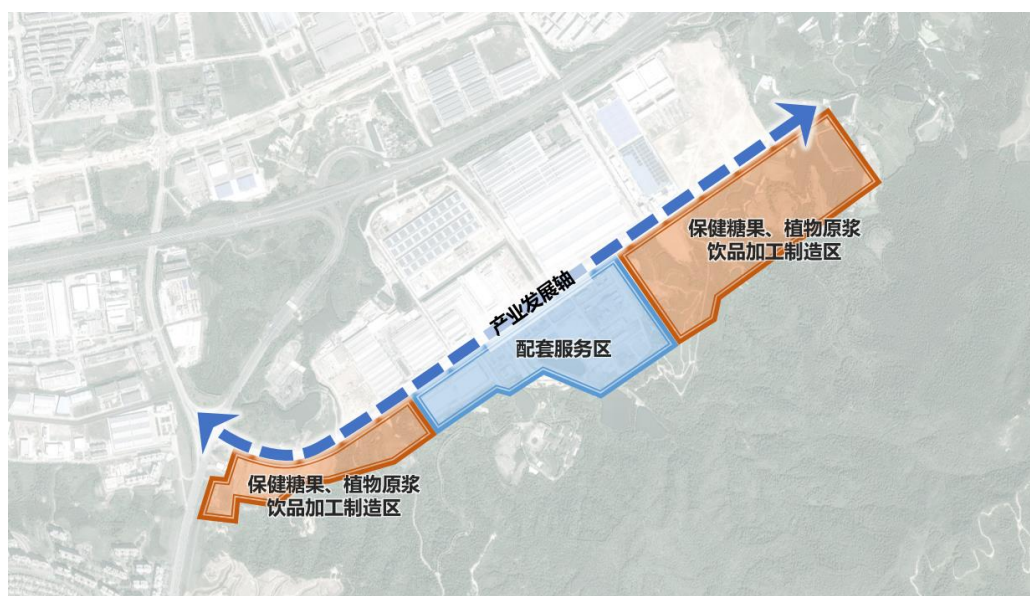 保健糖果、植物原浆
饮品加工制造区
产业发展轴
配套服务区
保健糖果、植物原浆
饮品加工制造区